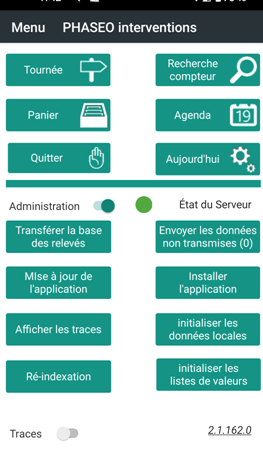 Menu PHASEO interventions
Tournée
Recherche
compteur
Panier
Agenda
19
Quitter
Aujourd'hui
Administration
État du Serveur
Transférer la base
des relevés
Envoyer les données
non transmises (0)
MIse à jour de
l'application
Installer
l'application
Afficher les traces
initialiser les
données locales
Ré-indexation
initialiser les
listes de valeurs
Traces
2.1.162.0